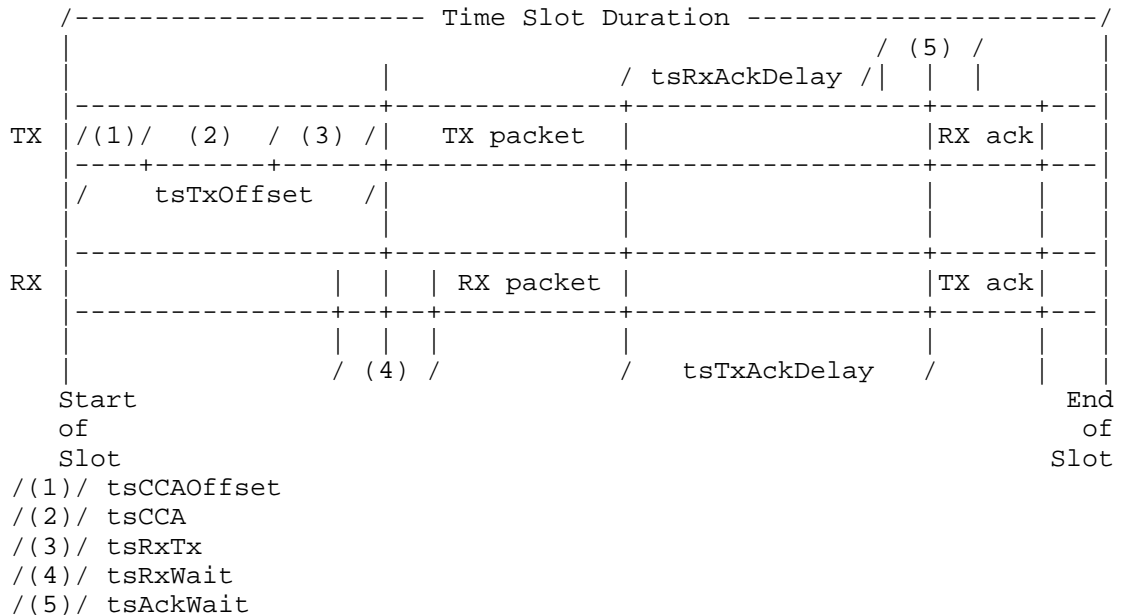 /---------------------- Time Slot Duration ----------------------/
/ (5) /
/ tsRxAckDelay /
TX /(1)/ (2) / (3) / TX packet RX ack
/ tsTxOffset /
RX RX packet TX ack
/ (4) / / tsTxAckDelay /
Start End
of of
Slot Slot
/(1)/ tsCCAOffset
/(2)/ tsCCA
/(3)/ tsRxTx
/(4)/ tsRxWait
/(5)/ tsAckWait